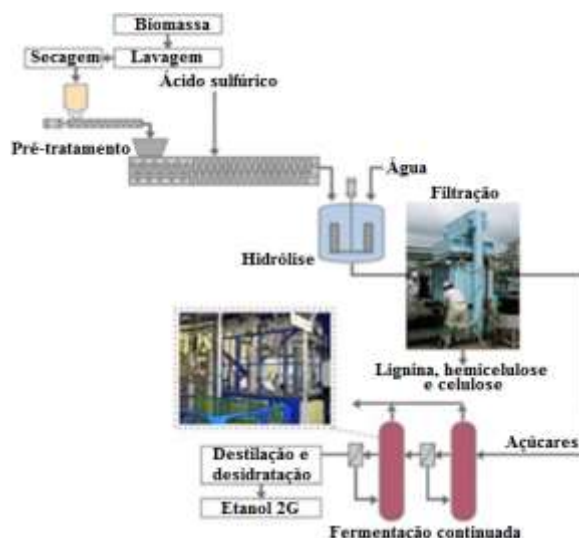 Biomassa
Secagem
Lavagem
Ácido sulfúrico
Pré-tratamento
Água
Filtração
Hidrólise
Lignina, hemicelulose
e celulose
Açúcares
Destilação e
desidratação
Etanol 2G
Fermentação continuada